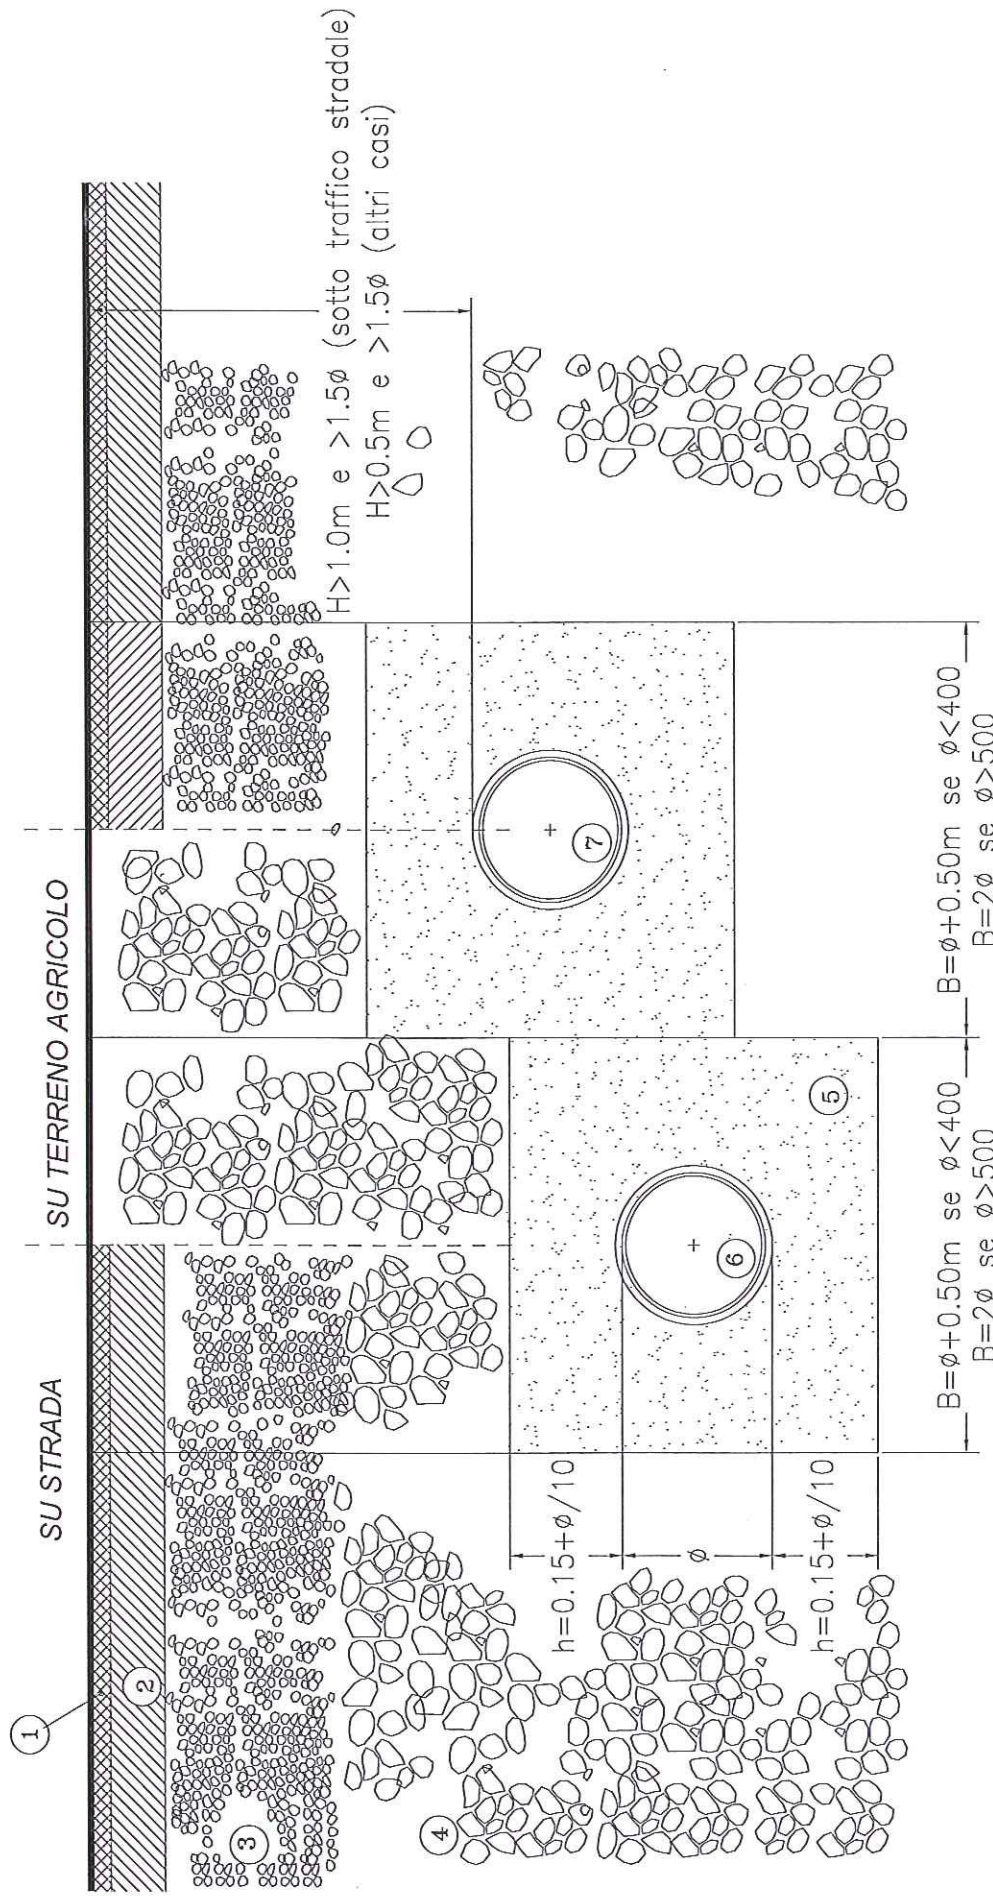 SU STRADA
SU TERRENO AGRICOLO
1
2
3
4
H>1.0m e >1.5ø (sotto traffico stradale)
H>0.5m e >1.5ø (altri casi)
h=0.15+ø/10
ø
h=0.15+ø/10
6
5
7
B=ø+0.50m se ø<400
B=2ø se ø>500
B=ø+0.50m se ø<400
B=2ø se ø>500